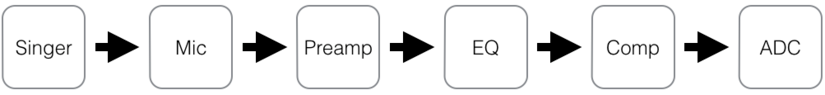 Singer Mic Preamp EQ Comp ADC